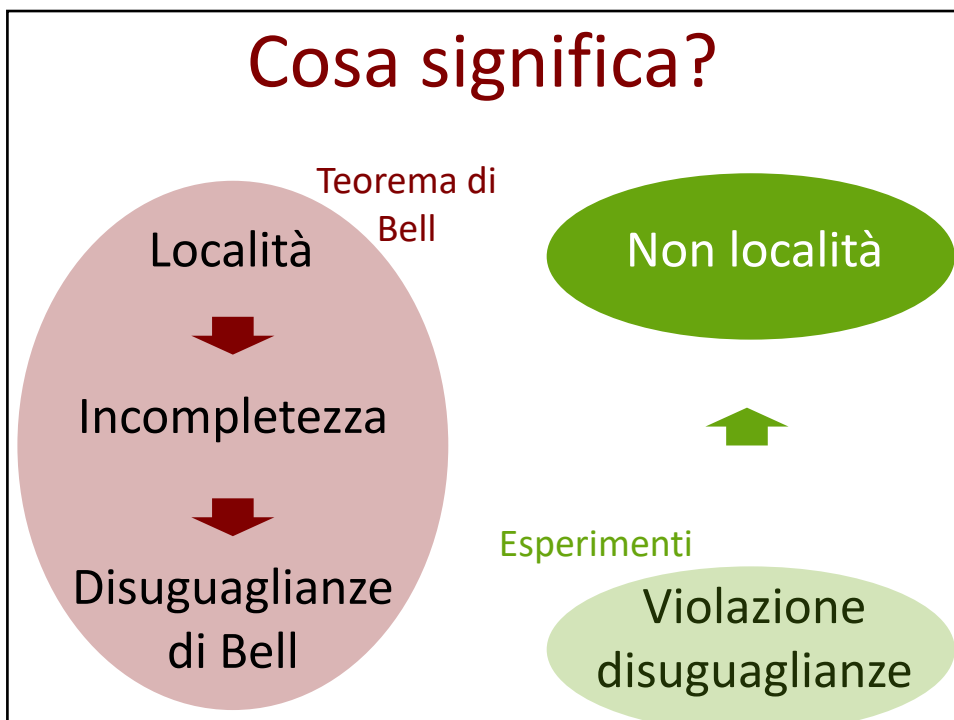 Cosa significa?
Teorema di
Bell
Località
Incompletezza
Disuguaglianze
di Bell
Non località
Esperimenti
Violazione
disuguaglianze